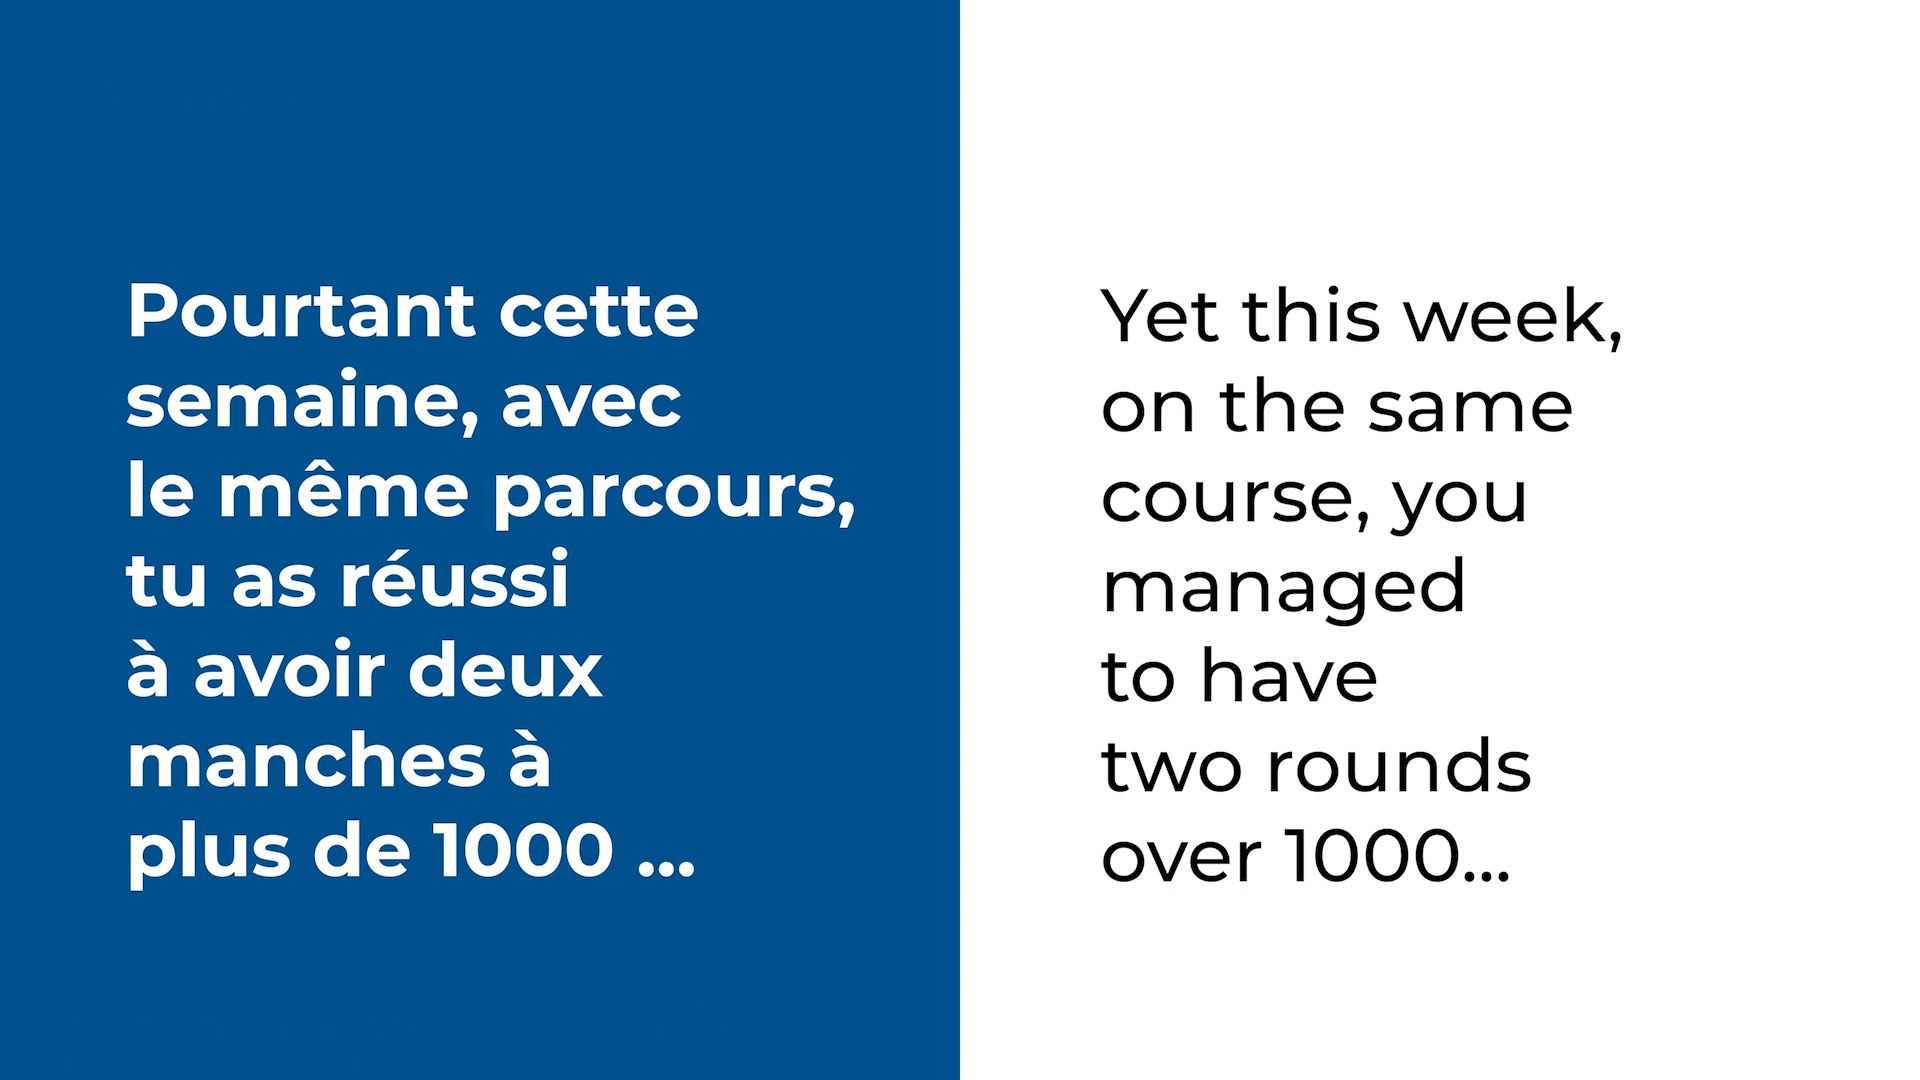 Pourtant cette
semaine, avec
le même parcours,
tu as réussi
à avoir deux
manches à
plus de 1000 ...
Yet this week,
on the same
course, you
managed
to have
two rounds
over 1000...